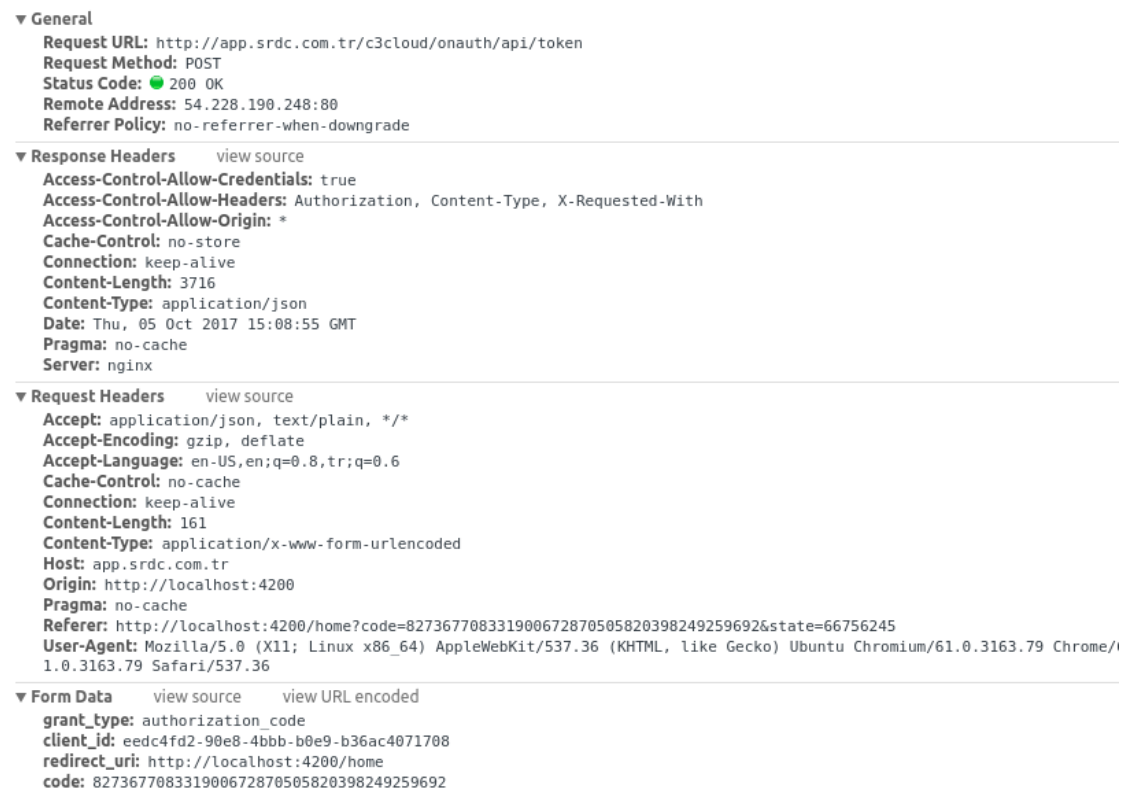 ▼ General
Request URL: http://app.srdc.com.tr/c3cloud/onauth/api/token
Request Method: POST
Status Code: 200 OK
Remote Address: 54.228.190.248:80
Referrer Policy: no-referrer-when-downgrade
▼ Response Headers view source
Access-Control-Allow-Credentials: true
Access-Control-Allow-Headers: Authorization, Content-Type, X-Requested-With
Access-Control-Allow-Origin: *
Cache-Control: no-store
Connection: keep-alive
Content-Length: 3716
Content-Type: application/json
Date: Thu, 05 Oct 2017 15:08:55 GMT
Pragma: no-cache
Server: nginx
▼ Request Headers view source
Accept: application/json, text/plain, */*
Accept-Encoding: gzip, deflate
Accept-Language: en-US,en;q=0.8,tr;q=0.6
Cache-Control: no-cache
Connection: keep-alive
Content-Length: 161
Content-Type: application/x-www-form-urlencoded
Host: app.srdc.com.tr
Origin: http://localhost:4200
Pragma: no-cache
Referer: http://localhost:4200/home?code=827367708331900672870505820398249259692&state=66756245
User-Agent: Mozilla/5.0 (X11; Linux x86_64) AppleWebKit/537.36 (KHTML, like Gecko) Ubuntu Chromium/61.0.3163.79 Chrome/
1.0.3163.79 Safari/537.36
▼ Form Data view source view URL encoded
grant_type: authorization_code
client_id: eedc4fd2-90e8-4bbb-b0e9-b36ac4071708
redirect_uri: http://localhost:4200/home
code: 827367708331900672870505820398249259692